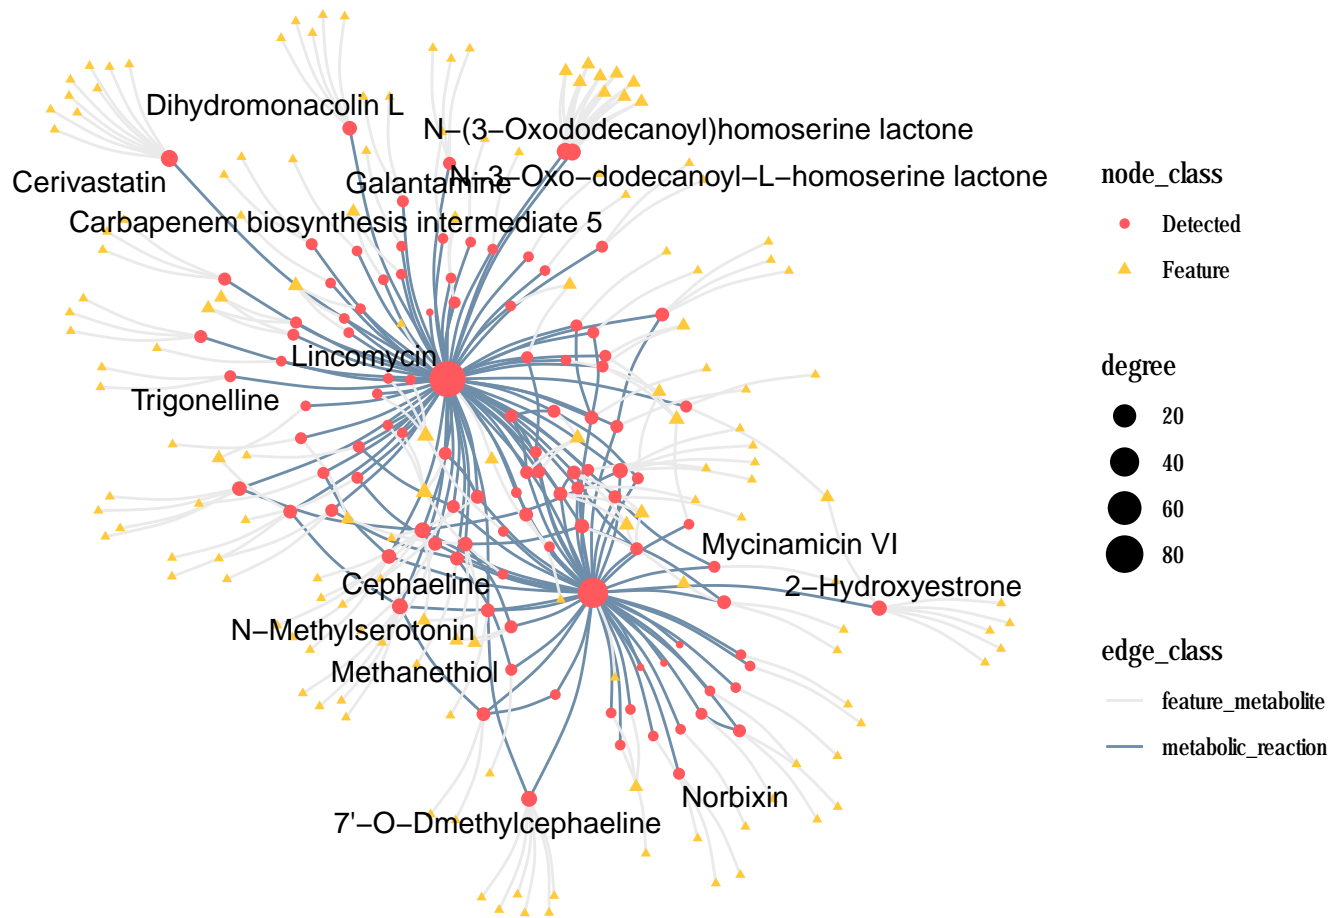 Dihydromonacolin L
N−(3−Oxododecanoyl)homoserine lactone
Cerivastatin
Galantamine
N−3−Oxo−dodecanoyl−L−homoserine lactone
Carbapenem biosynthesis intermediate 5
Lincomycin
Trigonelline
Mycinamicin VI
Cephaeline
2−Hydroxyestrone
N−Methylserotonin
Methanethiol
Norbixin
7'−O−Dmethylcephaeline
node_class
Detected
Feature
degree
20
40
60
80
edge_class
feature_metabolite
metabolic_reaction